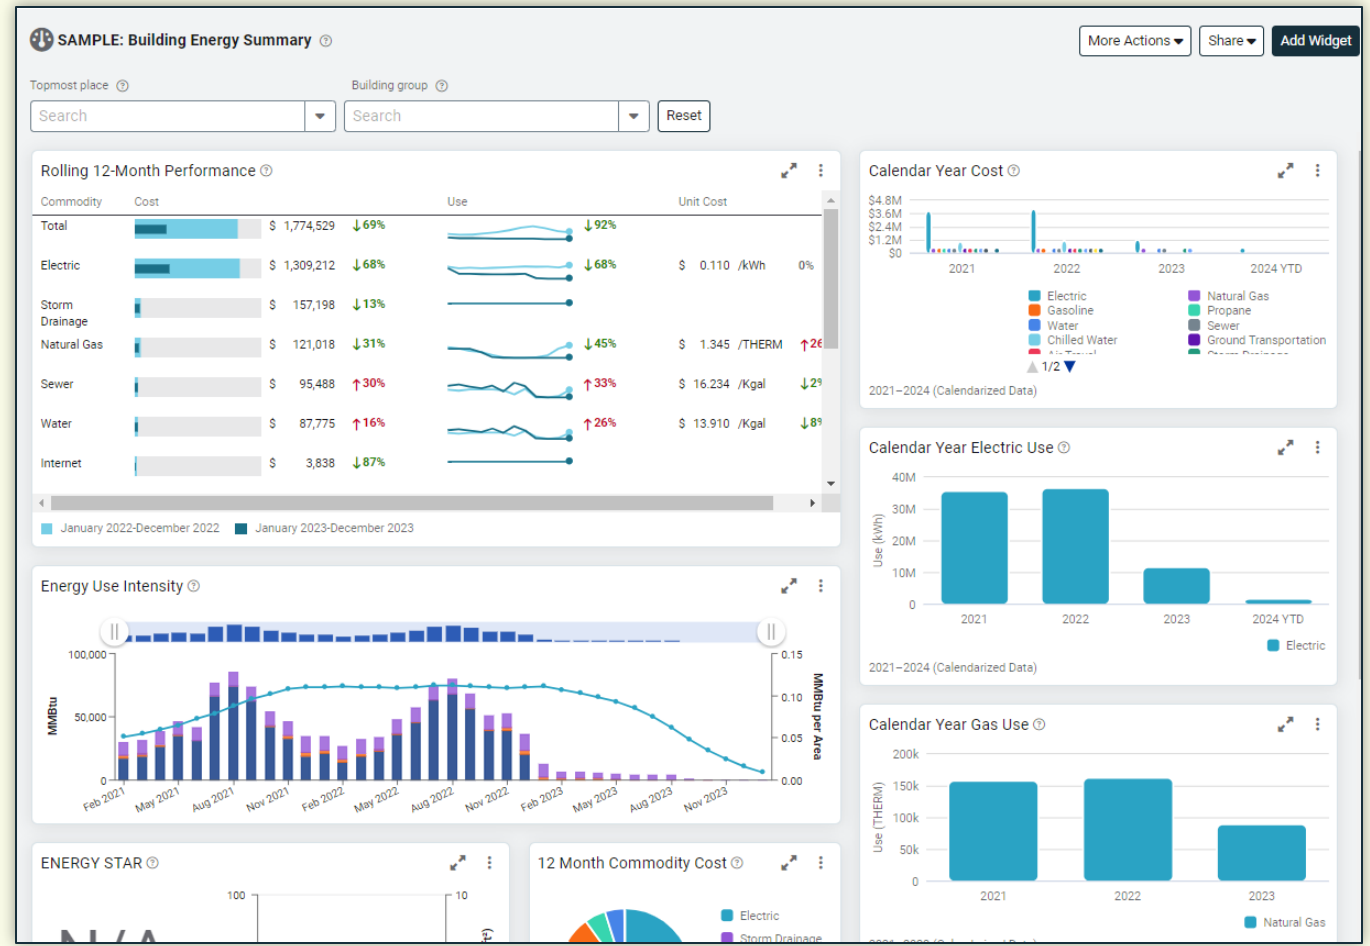 SAMPLE: Building Energy Summary
More Actions
Share
Add Widget
Topmost place
Building group
Search
Search
Reset
Rolling 12-Month Performance
Commodity Cost Use Unit Cost
Total $ 1,774,529 ↓69% ↓92%
Electric $ 1,309,212 ↓68% ↓68% $ 0.110 /kWh 0%
Storm
Drainage
$ 157,198 ↓13%
Natural Gas $ 121,018 ↓31% ↓45% $ 1.345 /THERM ↑26
Sewer $ 95,488 ↑30% ↑33% $ 16.234 /Kgal ↓2%
Water $ 87,775 ↑16% ↑26% $ 13.910 /Kgal ↓8%
Internet $ 3,838 ↓87%
January 2022-December 2022 January 2023-December 2023
Calendar Year Cost
$4.8M
$3.6M
$2.4M
$1.2M
$0
2021 2022 2023 2024 YTD
Electric Natural Gas
Gasoline Propane
Water Sewer
Chilled Water Ground Transportation
Air Travel Storm Drainage
1/2
2021–2024 (Calendarized Data)
Calendar Year Electric Use
Use (kWh)
40M
30M
20M
10M
0
2021 2022 2023 2024 YTD
Electric
2021–2024 (Calendarized Data)
Energy Use Intensity
MMBtu
100,000
50,000
0
0.15
0.10
0.05
0.00
MMBtu per Area
Feb 2021 May 2021 Aug 2021 Nov 2021 Feb 2022 May 2022 Aug 2022 Nov 2022 Feb 2023 May 2023 Aug 2023 Nov 2023
Calendar Year Gas Use
Use (THERM)
200k
150k
100k
50k
0
2021 2022 2023
Natural Gas
ENERGY STAR
N/A
100
10
12 Month Commodity Cost
Electric
Storm Drainage